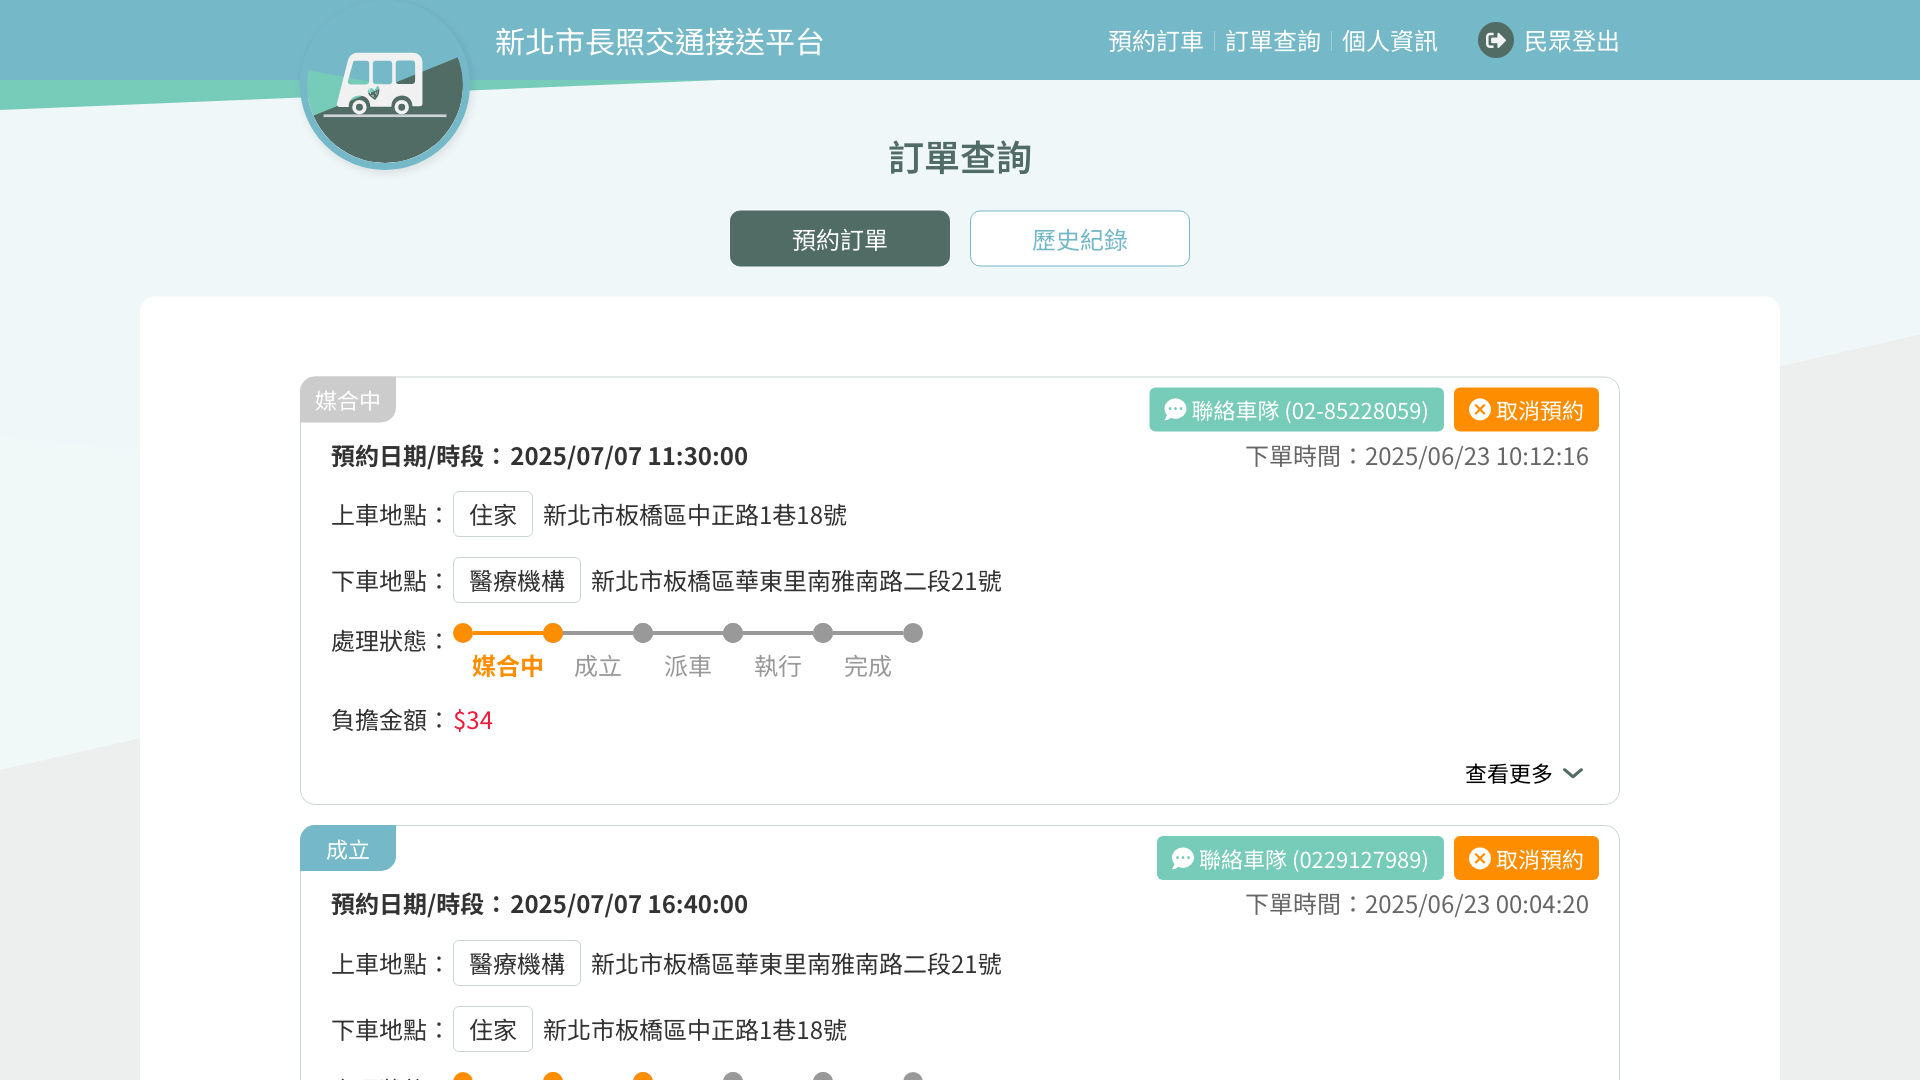 新北市長照交通接送平台
預約訂車 訂單查詢 個人資訊 民眾登出
訂單查詢
預約訂單 歷史紀錄
媒合中 聯絡車隊 (02-85228059) 取消預約
預約日期/時段：2025/07/07 11:30:00 下單時間：2025/06/23 10:12:16
上車地點： 住家 新北市板橋區中正路1巷18號
下車地點： 醫療機構 新北市板橋區華東里南雅南路二段21號
處理狀態：
媒合中 成立 派車 執行 完成
負擔金額：$34
查看更多
成立 聯絡車隊 (0229127989) 取消預約
預約日期/時段：2025/07/07 16:40:00 下單時間：2025/06/23 00:04:20
上車地點： 醫療機構 新北市板橋區華東里南雅南路二段21號
下車地點： 住家 新北市板橋區中正路1巷18號